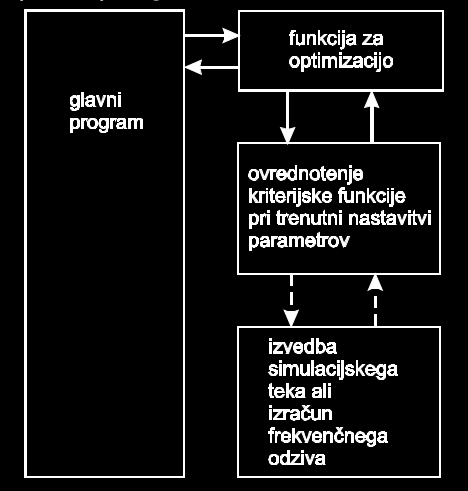 glavni
program
funkcija za
optimizacijo
ovrednotenje
kriterijske funkcije
pri trenutni nastavitvi
parametrov
izvedba
simulacijskega
teka ali
izračun
frekvenčnega
odziva